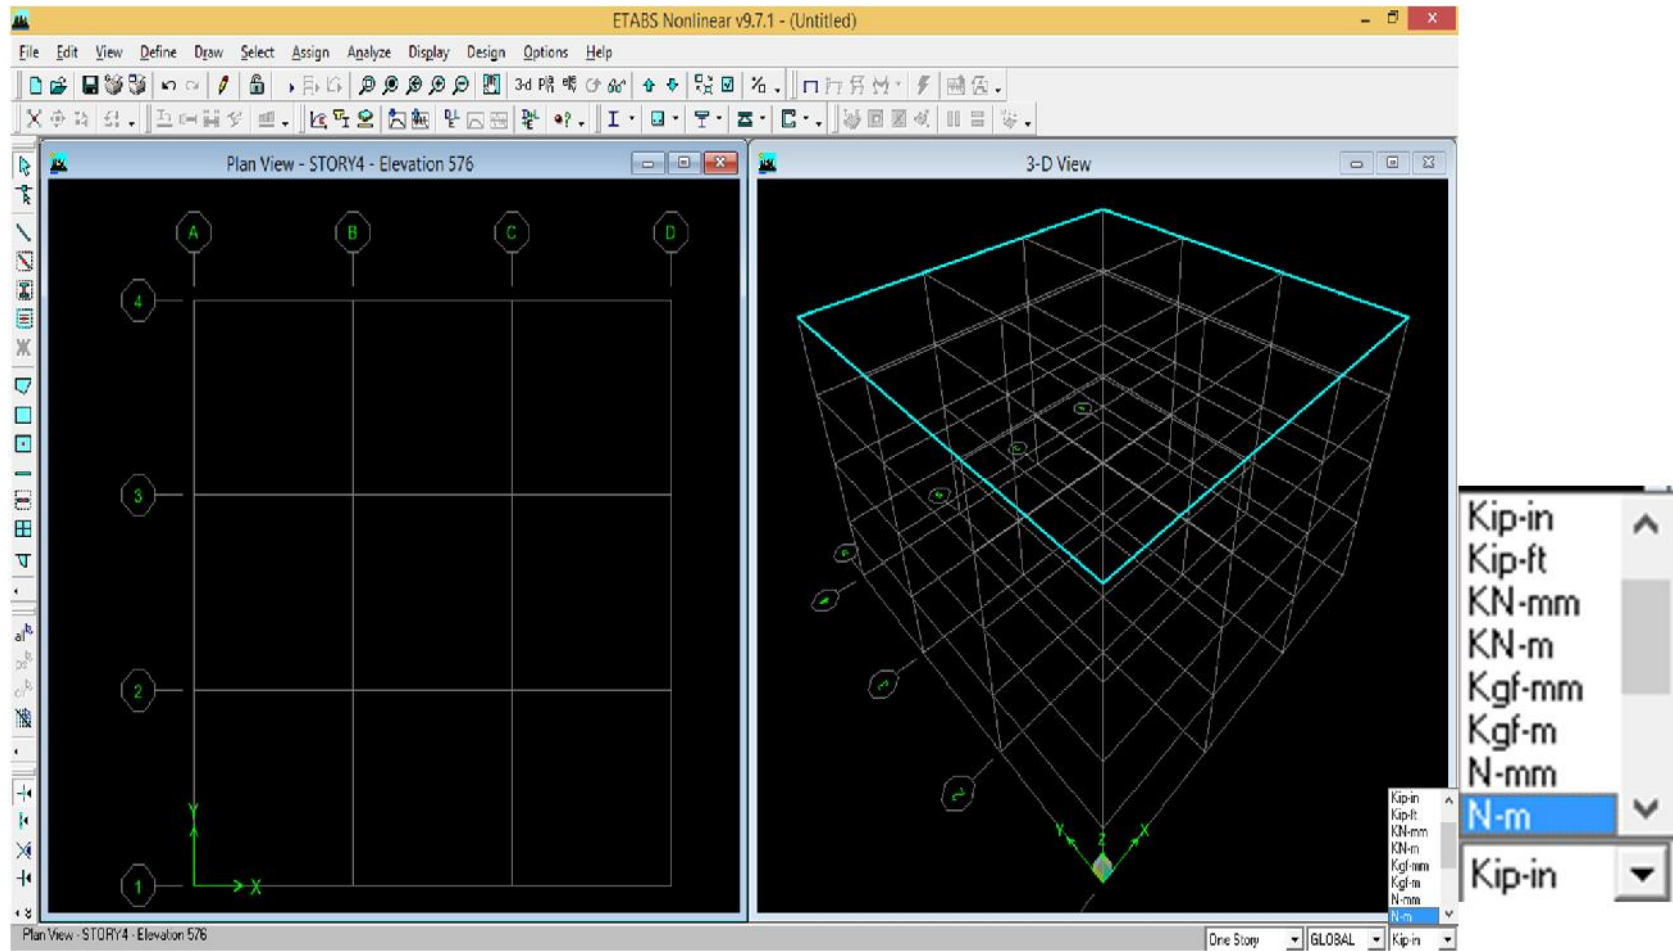 ETABS Nonlinear v9.7.1 - (Untitled)
File Edit View Define Draw Select Assign Analyze Display Design Options Help
3-d
Plan View - STORY4 - Elevation 576
3-D View
A B C D
4
3
2
1
Y
X
Y Z X
Kip-in
Kip-ft
KN-mm
KN-m
Kgf-mm
Kgf-m
N-mm
N-m
Kip-in
Kip-ft
KN-mm
KN-m
Kgf-mm
Kgf-m
N-mm
N-m
Kip-in
Plan View - STORY4 - Elevation 576
One Story GLOBAL Kip-in